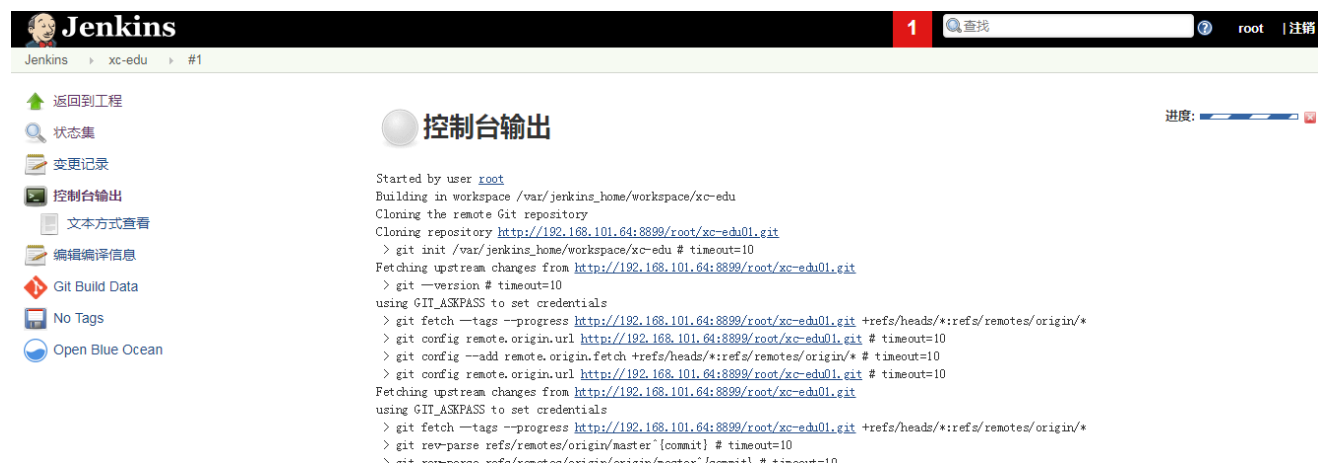 Jenkins
1
查找
root | 注销
Jenkins xc-edu #1
返回到工程
状态集
变更记录
控制台输出
文本方式查看
编辑编译信息
Git Build Data
No Tags
Open Blue Ocean
控制台输出
进度:
Started by user root
Building in workspace /var/jenkins_home/workspace/xc-edu
Cloning the remote Git repository
Cloning repository http://192.168.101.64:8899/root/xc-edu01.git
> git init /var/jenkins_home/workspace/xc-edu # timeout=10
Fetching upstream changes from http://192.168.101.64:8899/root/xc-edu01.git
> git --version # timeout=10
using GIT_ASKPASS to set credentials
> git fetch --tags --progress http://192.168.101.64:8899/root/xc-edu01.git +refs/heads/*:refs/remotes/origin/*
> git config remote.origin.url http://192.168.101.64:8899/root/xc-edu01.git # timeout=10
> git config --add remote.origin.fetch +refs/heads/*:refs/remotes/origin/* # timeout=10
> git config remote.origin.url http://192.168.101.64:8899/root/xc-edu01.git # timeout=10
Fetching upstream changes from http://192.168.101.64:8899/root/xc-edu01.git
using GIT_ASKPASS to set credentials
> git fetch --tags --progress http://192.168.101.64:8899/root/xc-edu01.git +refs/heads/*:refs/remotes/origin/*
> git rev-parse refs/remotes/origin/master^{commit} # timeout=10
> git rev-parse refs/remotes/origin/origin/master^{commit} # timeout=10